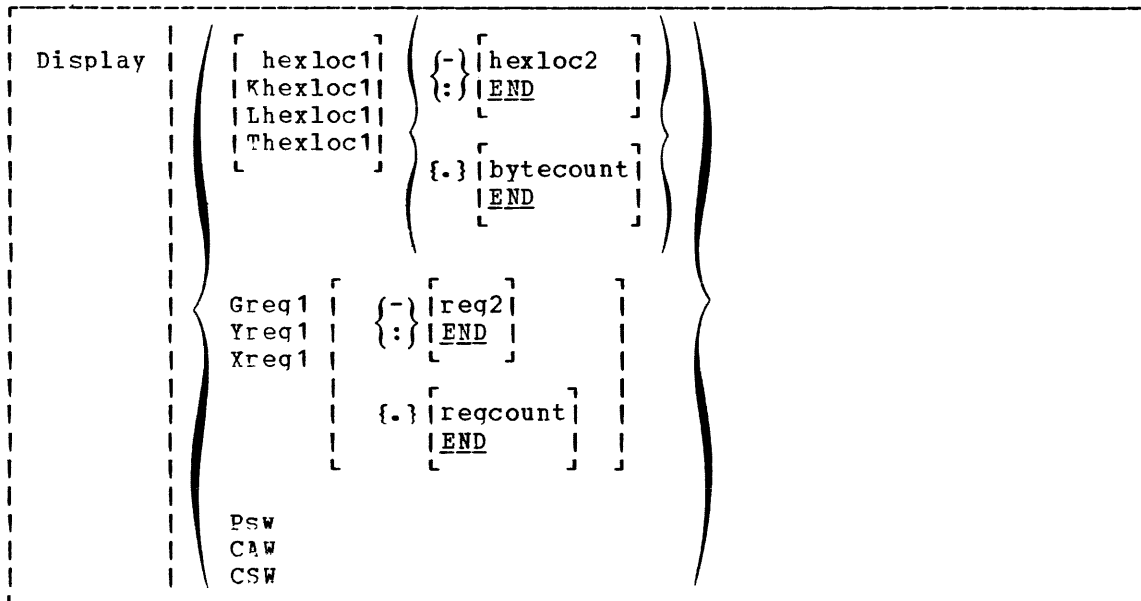 Display hexloc1 {-} hexloc2
Khexloc1 {:} END
Lhexloc1
Thexloc1 {.} bytecount
END
Greg1 {-} reg2
Yreg1 {:} END
Xreg1
{.} regcount
END
Psw
CAW
CSW